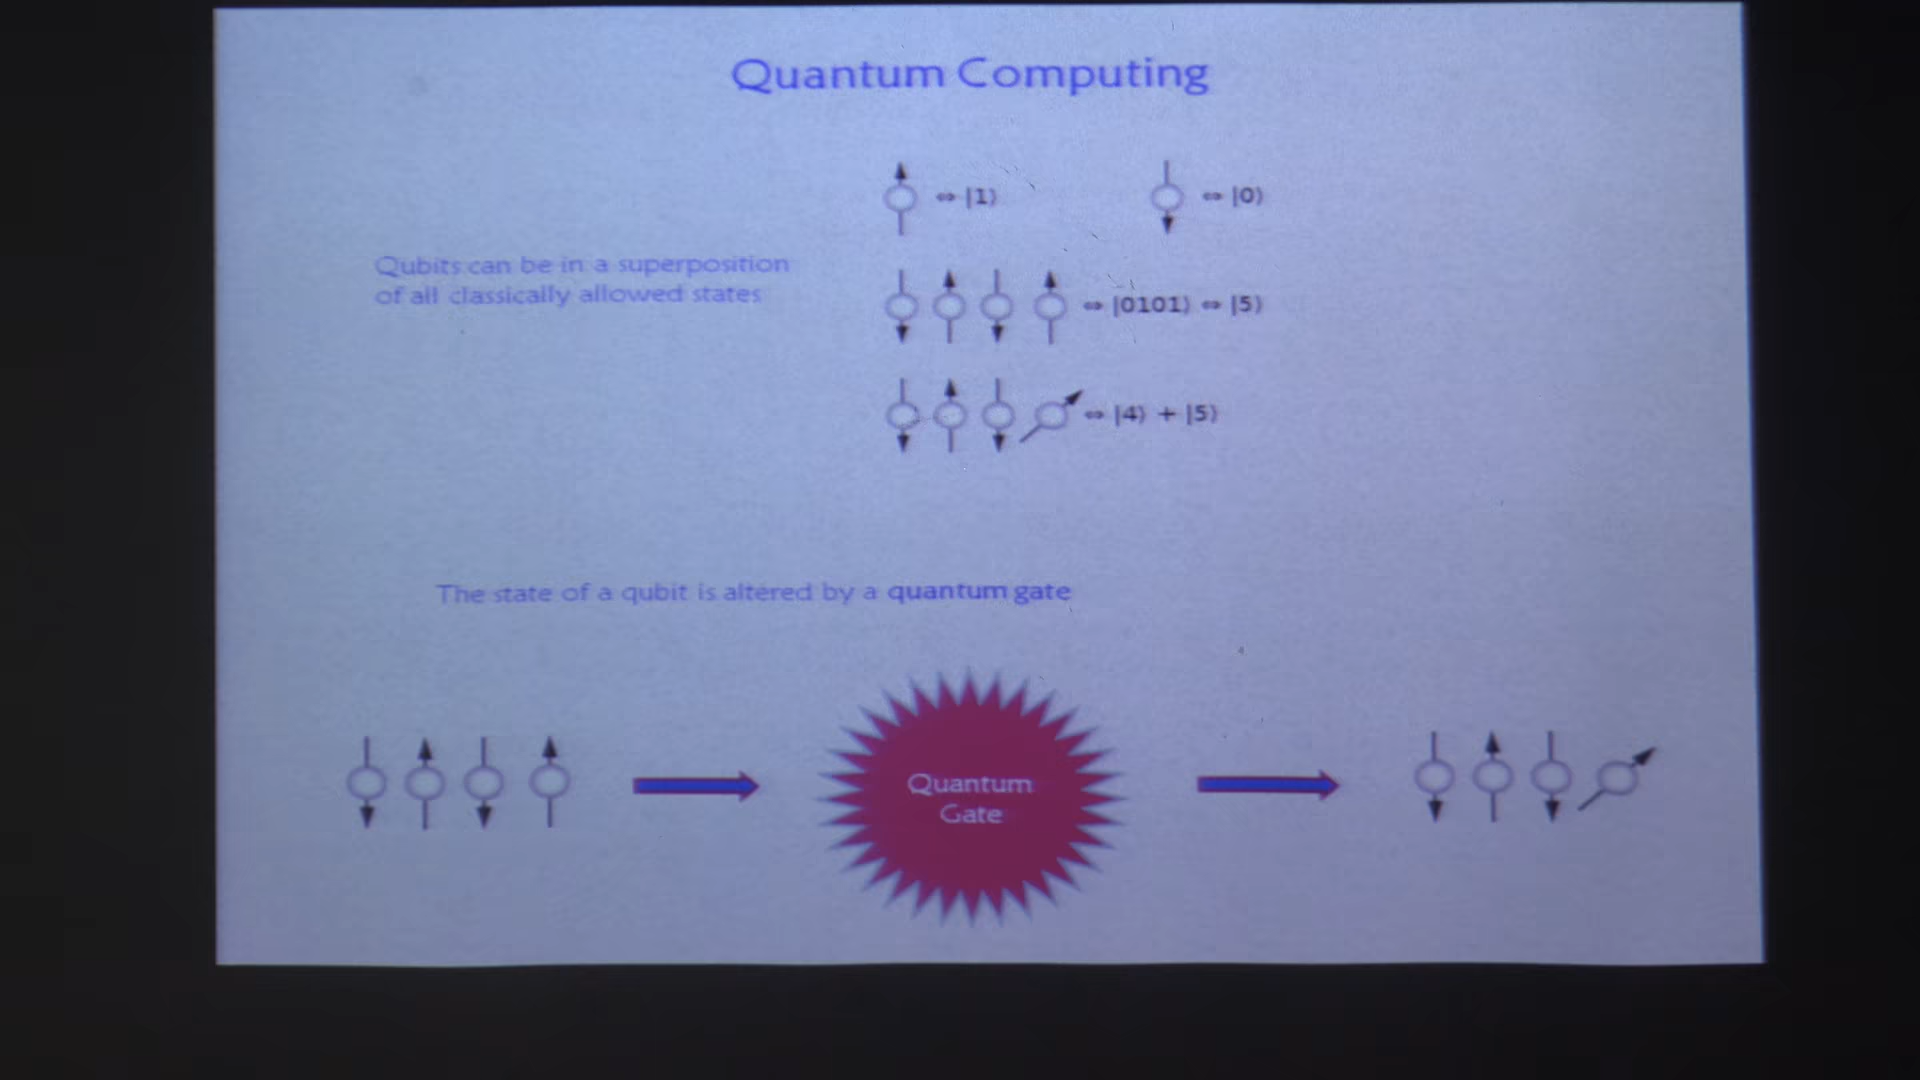 Quantum Computing
⇔ |1⟩
⇔ |0⟩
Qubits can be in a superposition
of all classically allowed states
⇔ |0101⟩ ⇔ |5⟩
⇔ |4⟩ + |5⟩
The state of a qubit is altered by a quantum gate
Quantum
Gate